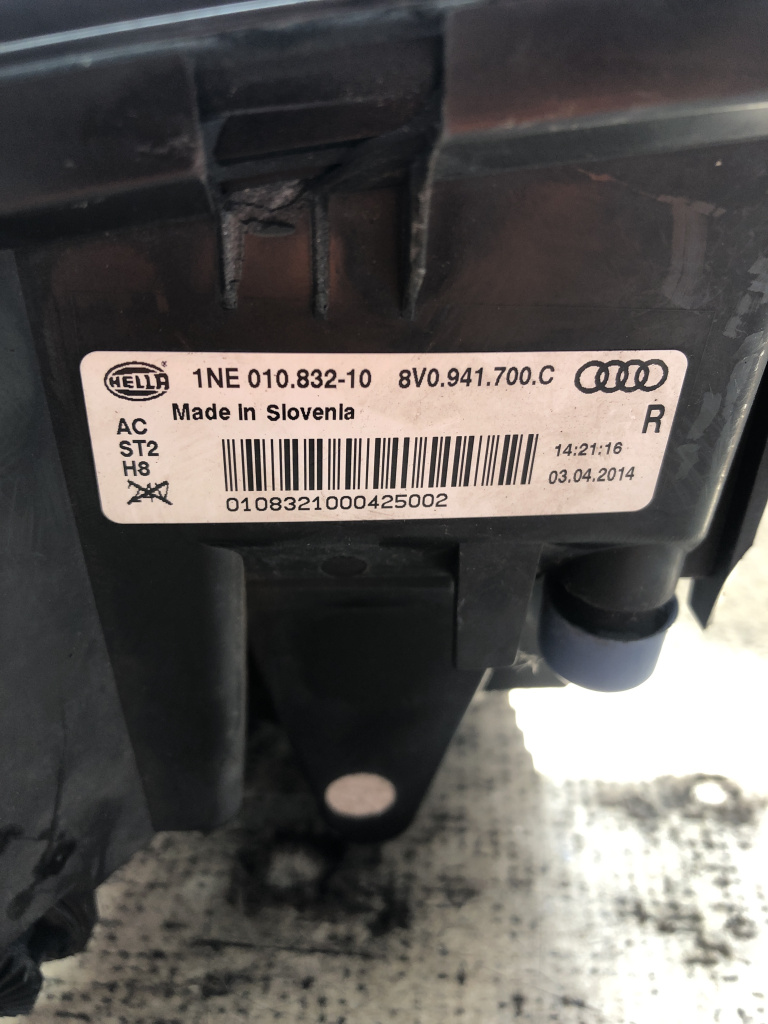 HELLA 1NE 010.832-10 8V0.941.700.C
Made in Slovenia
R
AC
ST2
H8
14:21:16
03.04.2014
0108321000425002